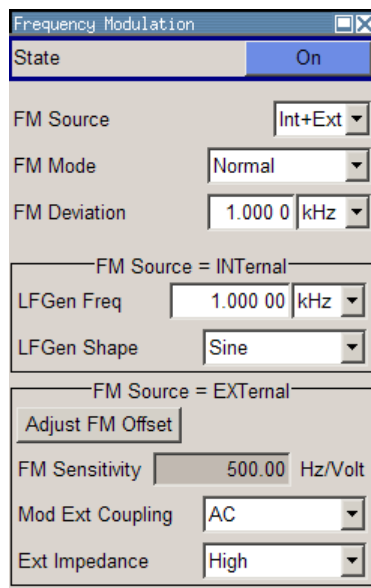 Frequency Modulation
State On
FM Source Int+Ext
FM Mode Normal
FM Deviation 1.000 0 kHz
FM Source = INTernal
LFGen Freq 1.000 00 kHz
LFGen Shape Sine
FM Source = EXTernal
Adjust FM Offset
FM Sensitivity 500.00 Hz/Volt
Mod Ext Coupling AC
Ext Impedance High